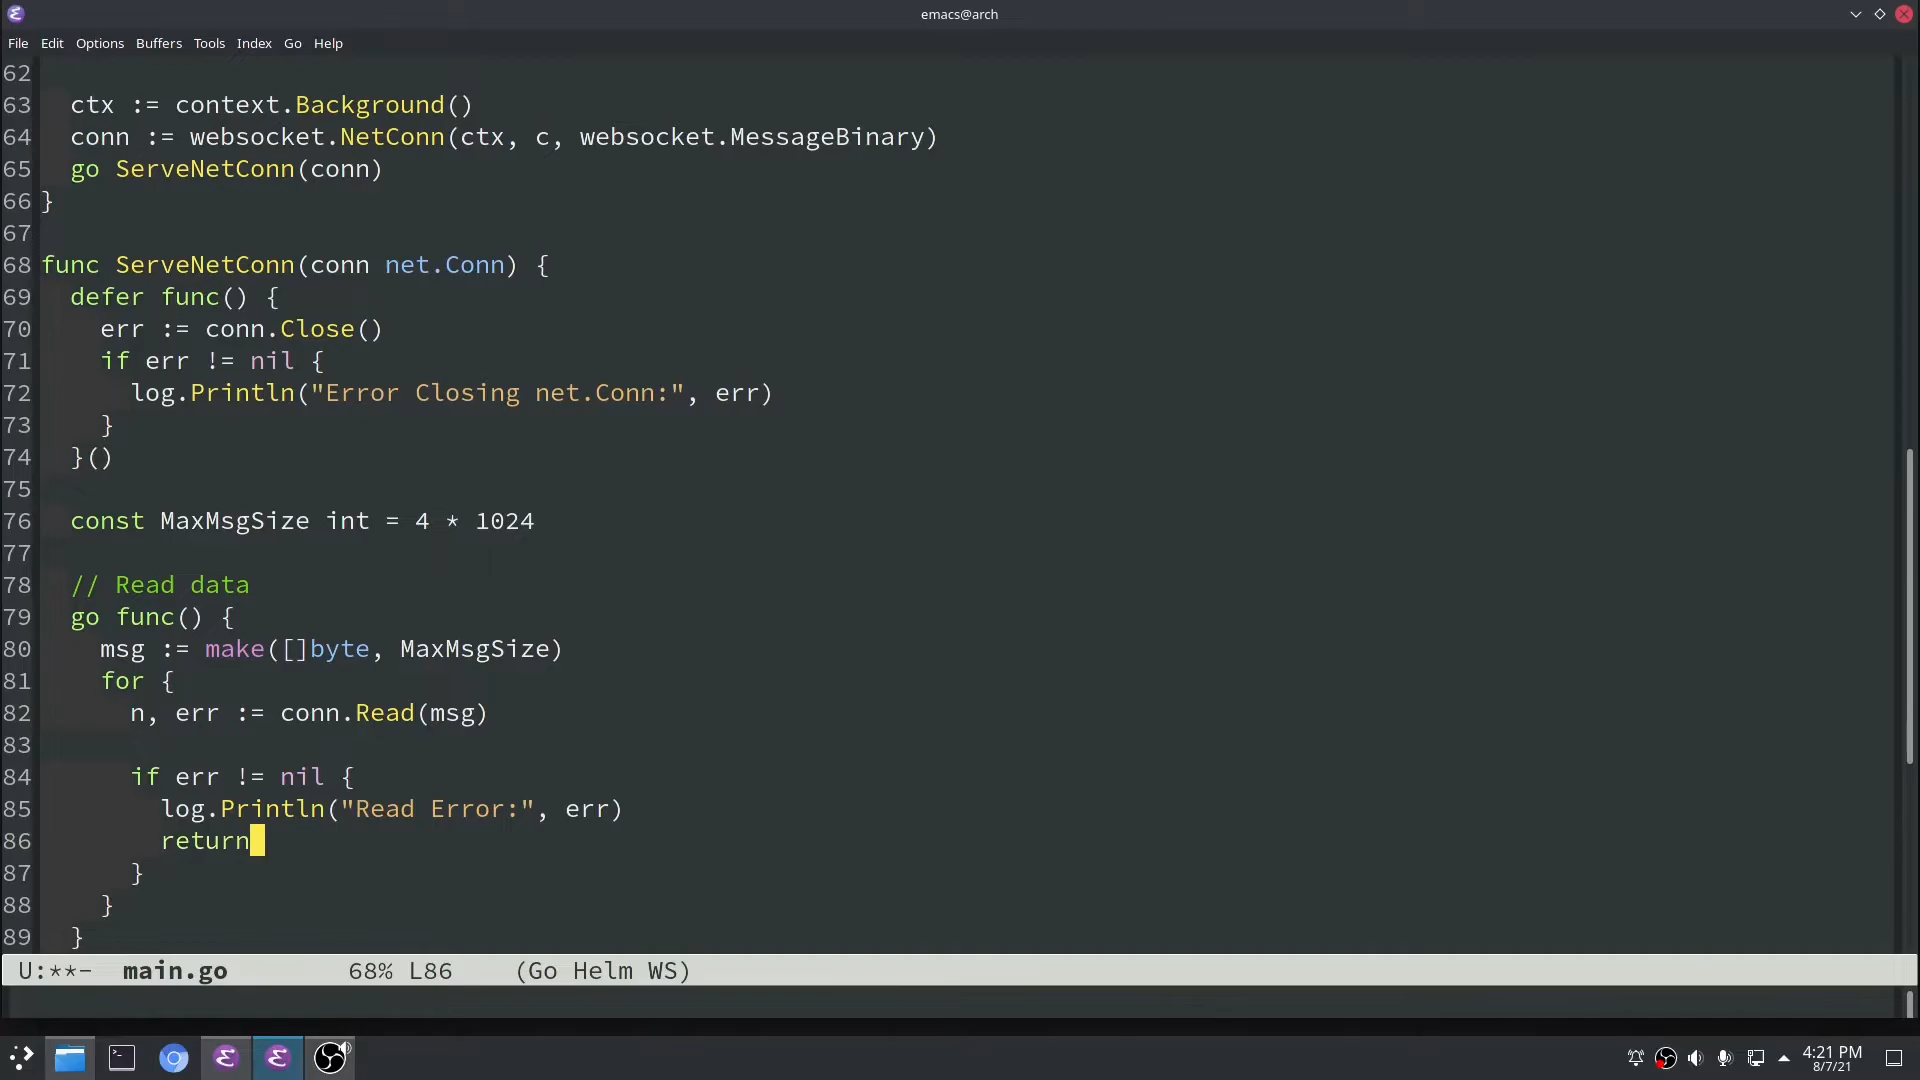 emacs@arch
File Edit Options Buffers Tools Index Go Help
62
63 ctx := context.Background()
64 conn := websocket.NetConn(ctx, c, websocket.MessageBinary)
65 go ServeNetConn(conn)
66 }
67
68 func ServeNetConn(conn net.Conn) {
69 defer func() {
70 err := conn.Close()
71 if err != nil {
72 log.Println("Error Closing net.Conn:", err)
73 }
74 }()
75
76 const MaxMsgSize int = 4 * 1024
77
78 // Read data
79 go func() {
80 msg := make([]byte, MaxMsgSize)
81 for {
82 n, err := conn.Read(msg)
83
84 if err != nil {
85 log.Println("Read Error:", err)
86 return
87 }
88 }
89 }
U:**- main.go 68% L86 (Go Helm WS)
4:21 PM
8/7/21